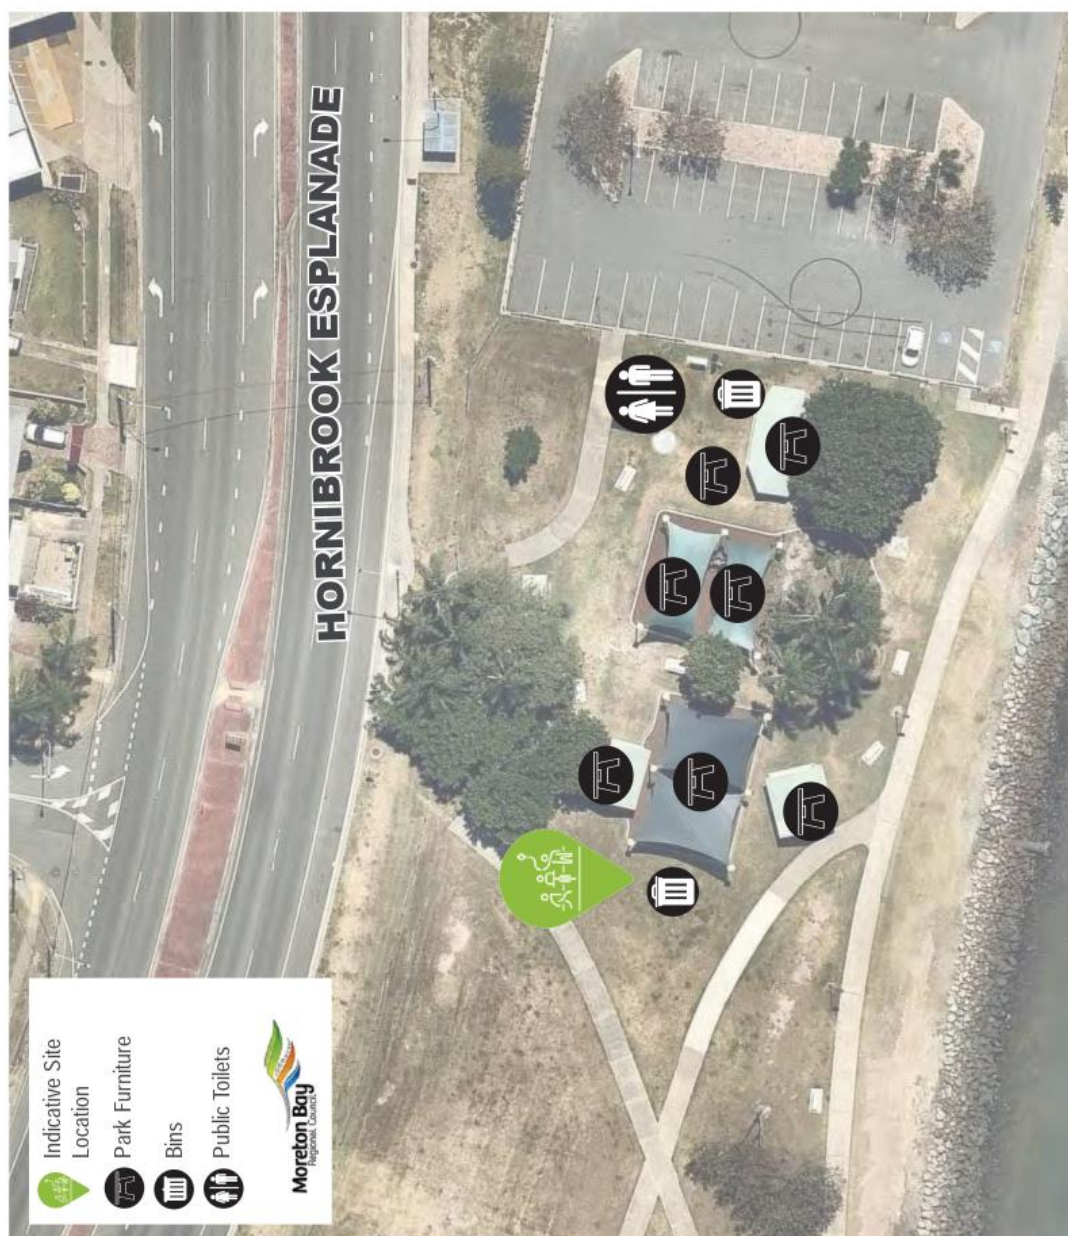 HORNIBROOK ESPLANADE
Indicative Site
Location
Park Furniture
Bins
Public Toilets
Moreton Bay
Regional Council